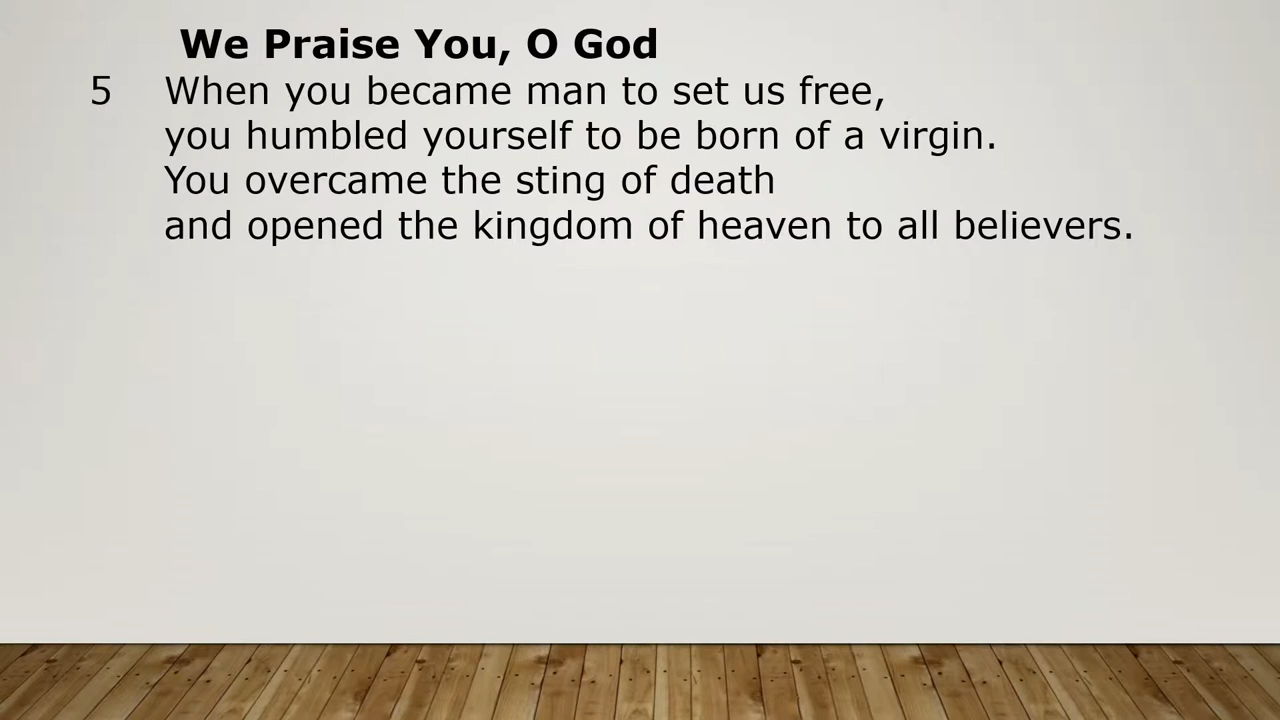 We Praise You, O God
5 When you became man to set us free,
you humbled yourself to be born of a virgin.
You overcame the sting of death
and opened the kingdom of heaven to all believers.